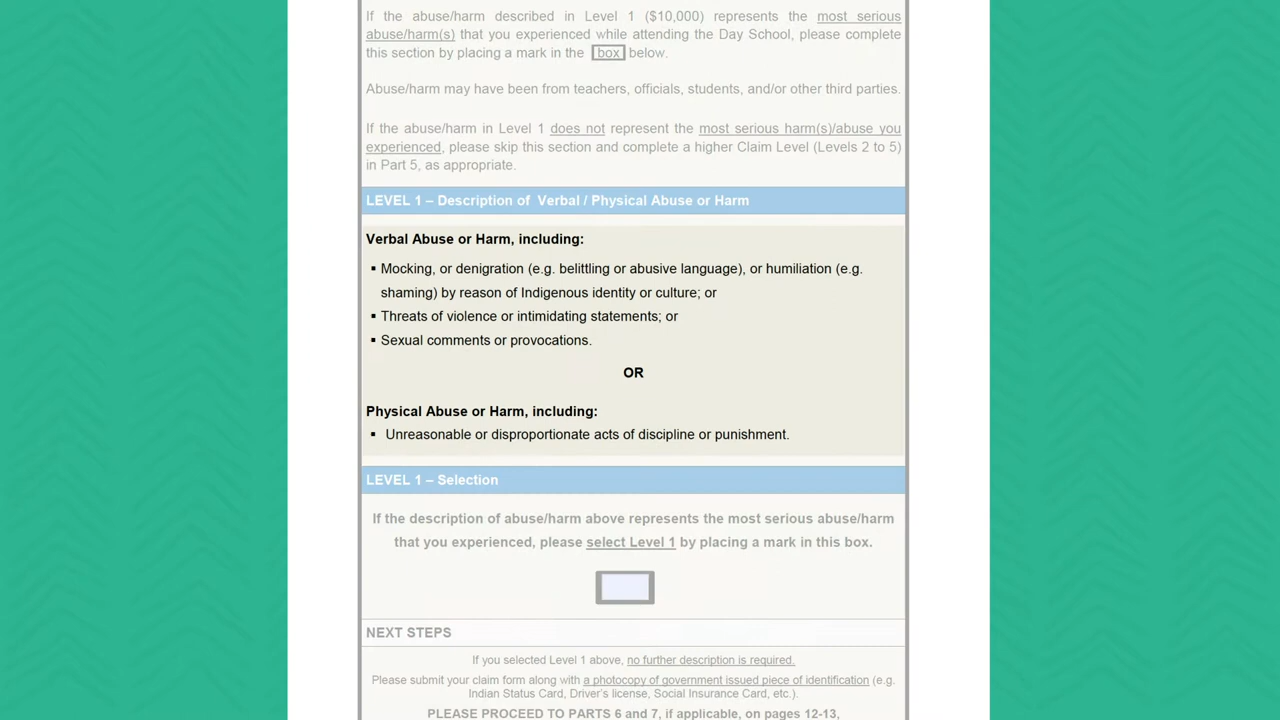 If the abuse/harm described in Level 1 ($10,000) represents the most serious
abuse/harm(s) that you experienced while attending the Day School, please complete
this section by placing a mark in the box below.
Abuse/harm may have been from teachers, officials, students, and/or other third parties.
If the abuse/harm in Level 1 does not represent the most serious harm(s)/abuse you
experienced, please skip this section and complete a higher Claim Level (Levels 2 to 5)
in Part 5, as appropriate.
LEVEL 1 – Description of Verbal / Physical Abuse or Harm
Verbal Abuse or Harm, including:
▪ Mocking, or denigration (e.g. belittling or abusive language), or humiliation (e.g.
shaming) by reason of Indigenous identity or culture; or
▪ Threats of violence or intimidating statements; or
▪ Sexual comments or provocations.
OR
Physical Abuse or Harm, including:
▪ Unreasonable or disproportionate acts of discipline or punishment.
LEVEL 1 – Selection
If the description of abuse/harm above represents the most serious abuse/harm
that you experienced, please select Level 1 by placing a mark in this box.
NEXT STEPS
If you selected Level 1 above, no further description is required.
Please submit your claim form along with a photocopy of government issued piece of identification (e.g.
Indian Status Card, Driver's license, Social Insurance Card, etc.).
PLEASE PROCEED TO PARTS 6 and 7, if applicable, on pages 12-13,